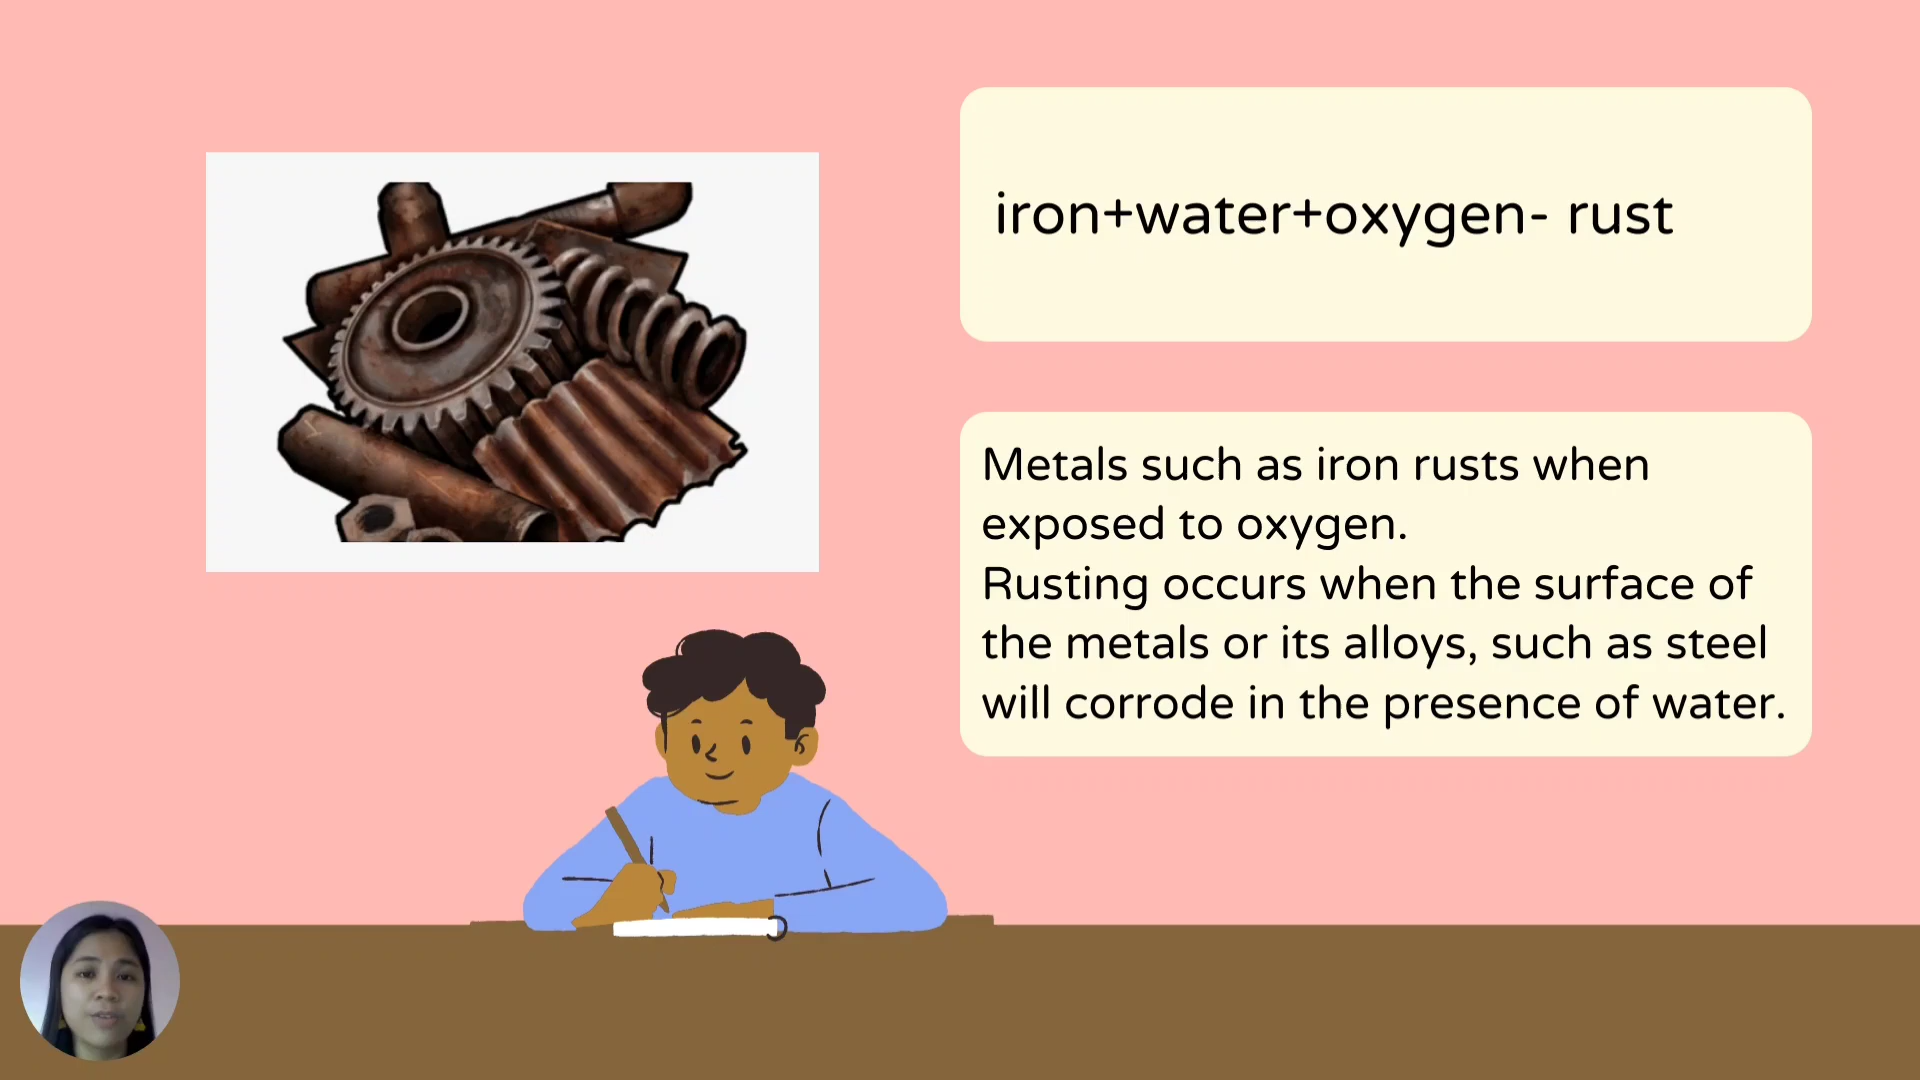 iron+water+oxygen- rust
Metals such as iron rusts when
exposed to oxygen.
Rusting occurs when the surface of
the metals or its alloys, such as steel
will corrode in the presence of water.